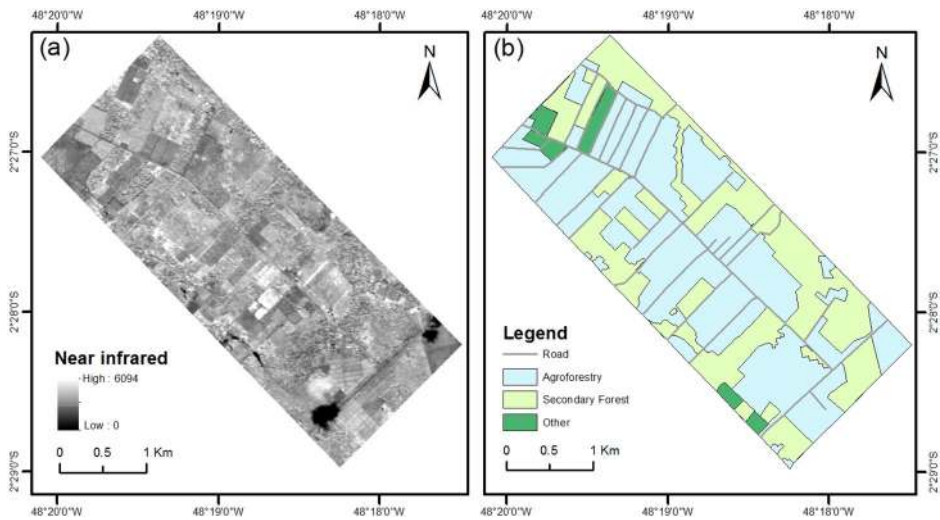 48°20'0"W 48°19'0"W 48°18'0"W
(a)
N
2°27'0"S
2°28'0"S
2°29'0"S
Near infrared
High : 6094
Low : 0
0 0.5 1 Km
48°20'0"W 48°19'0"W 48°18'0"W
48°20'0"W 48°19'0"W 48°18'0"W
(b)
N
2°27'0"S
2°28'0"S
2°29'0"S
Legend
Road
Agroforestry
Secondary Forest
Other
0 0.5 1 Km
48°20'0"W 48°19'0"W 48°18'0"W